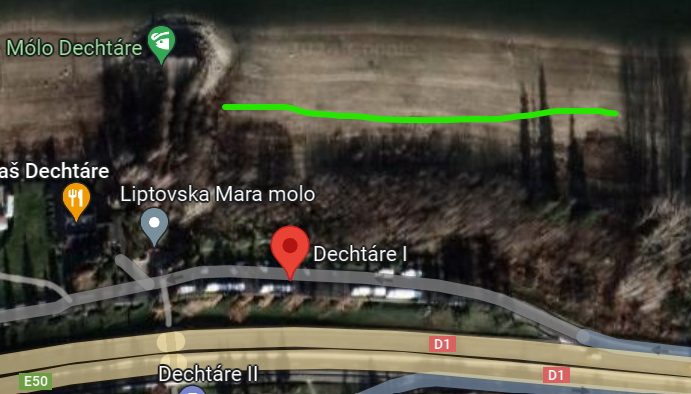 Mólo Dechtáre
aš Dechtáre
Liptovska Mara molo
Dechtáre I
D1
D1
E50
Dechtáre II